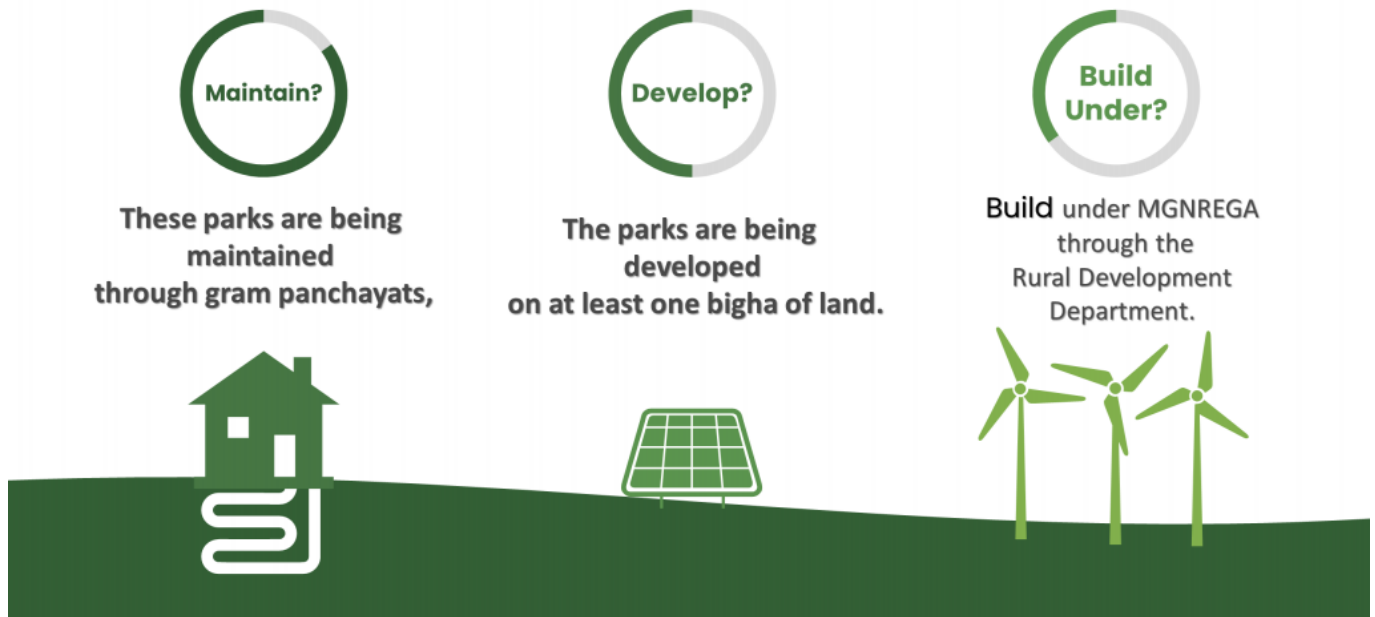 Maintain?
These parks are being
maintained
through gram panchayats,
Develop?
The parks are being
developed
on at least one bigha of land.
Build
Under?
Build under MGNREGA
through the
Rural Development
Department.